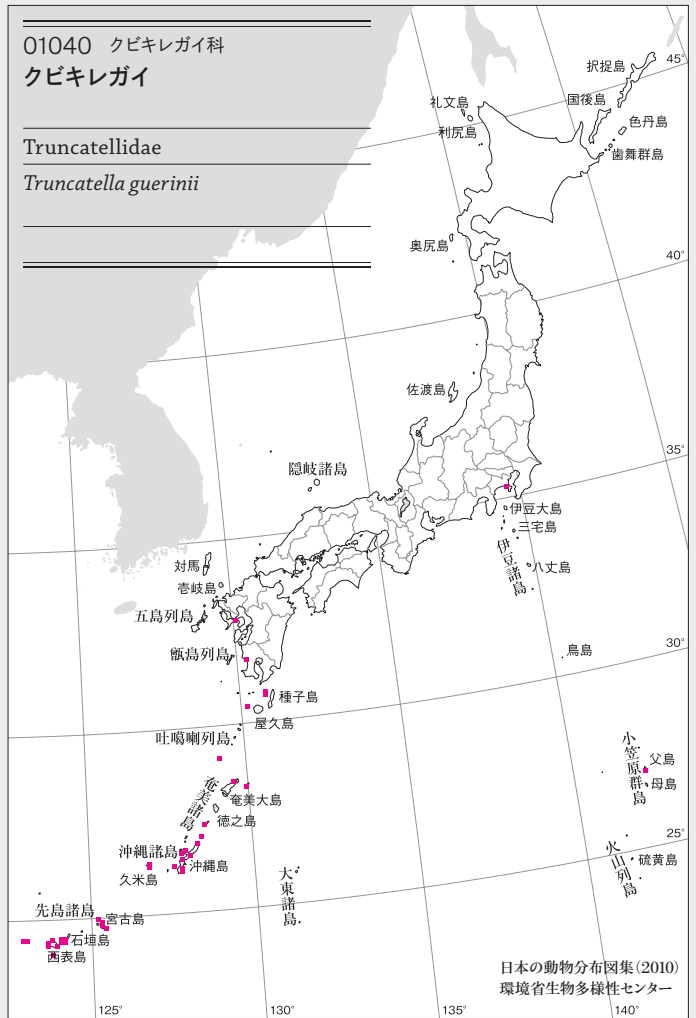 01040 クビキレガイ科
クビキレガイ
Truncatellidae
Truncatella guerinii
択捉島
45°
国後島
礼文島
色丹島
利尻島
歯舞群島
奥尻島
40°
佐渡島
35°
隠岐諸島
伊豆大島
三宅島
伊豆諸島
八丈島
対馬
壱岐島
五島列島
甑島列島
鳥島
30°
種子島
屋久島
吐噶喇列島
小笠原群島
父島
母島
奄美諸島
奄美大島
徳之島
25°
沖縄諸島
沖縄島
久米島
火山列島
硫黄島
大東諸島
先島諸島
宮古島
石垣島
西表島
日本の動物分布図集(2010)
環境省生物多様性センター
125°
130°
135°
140°